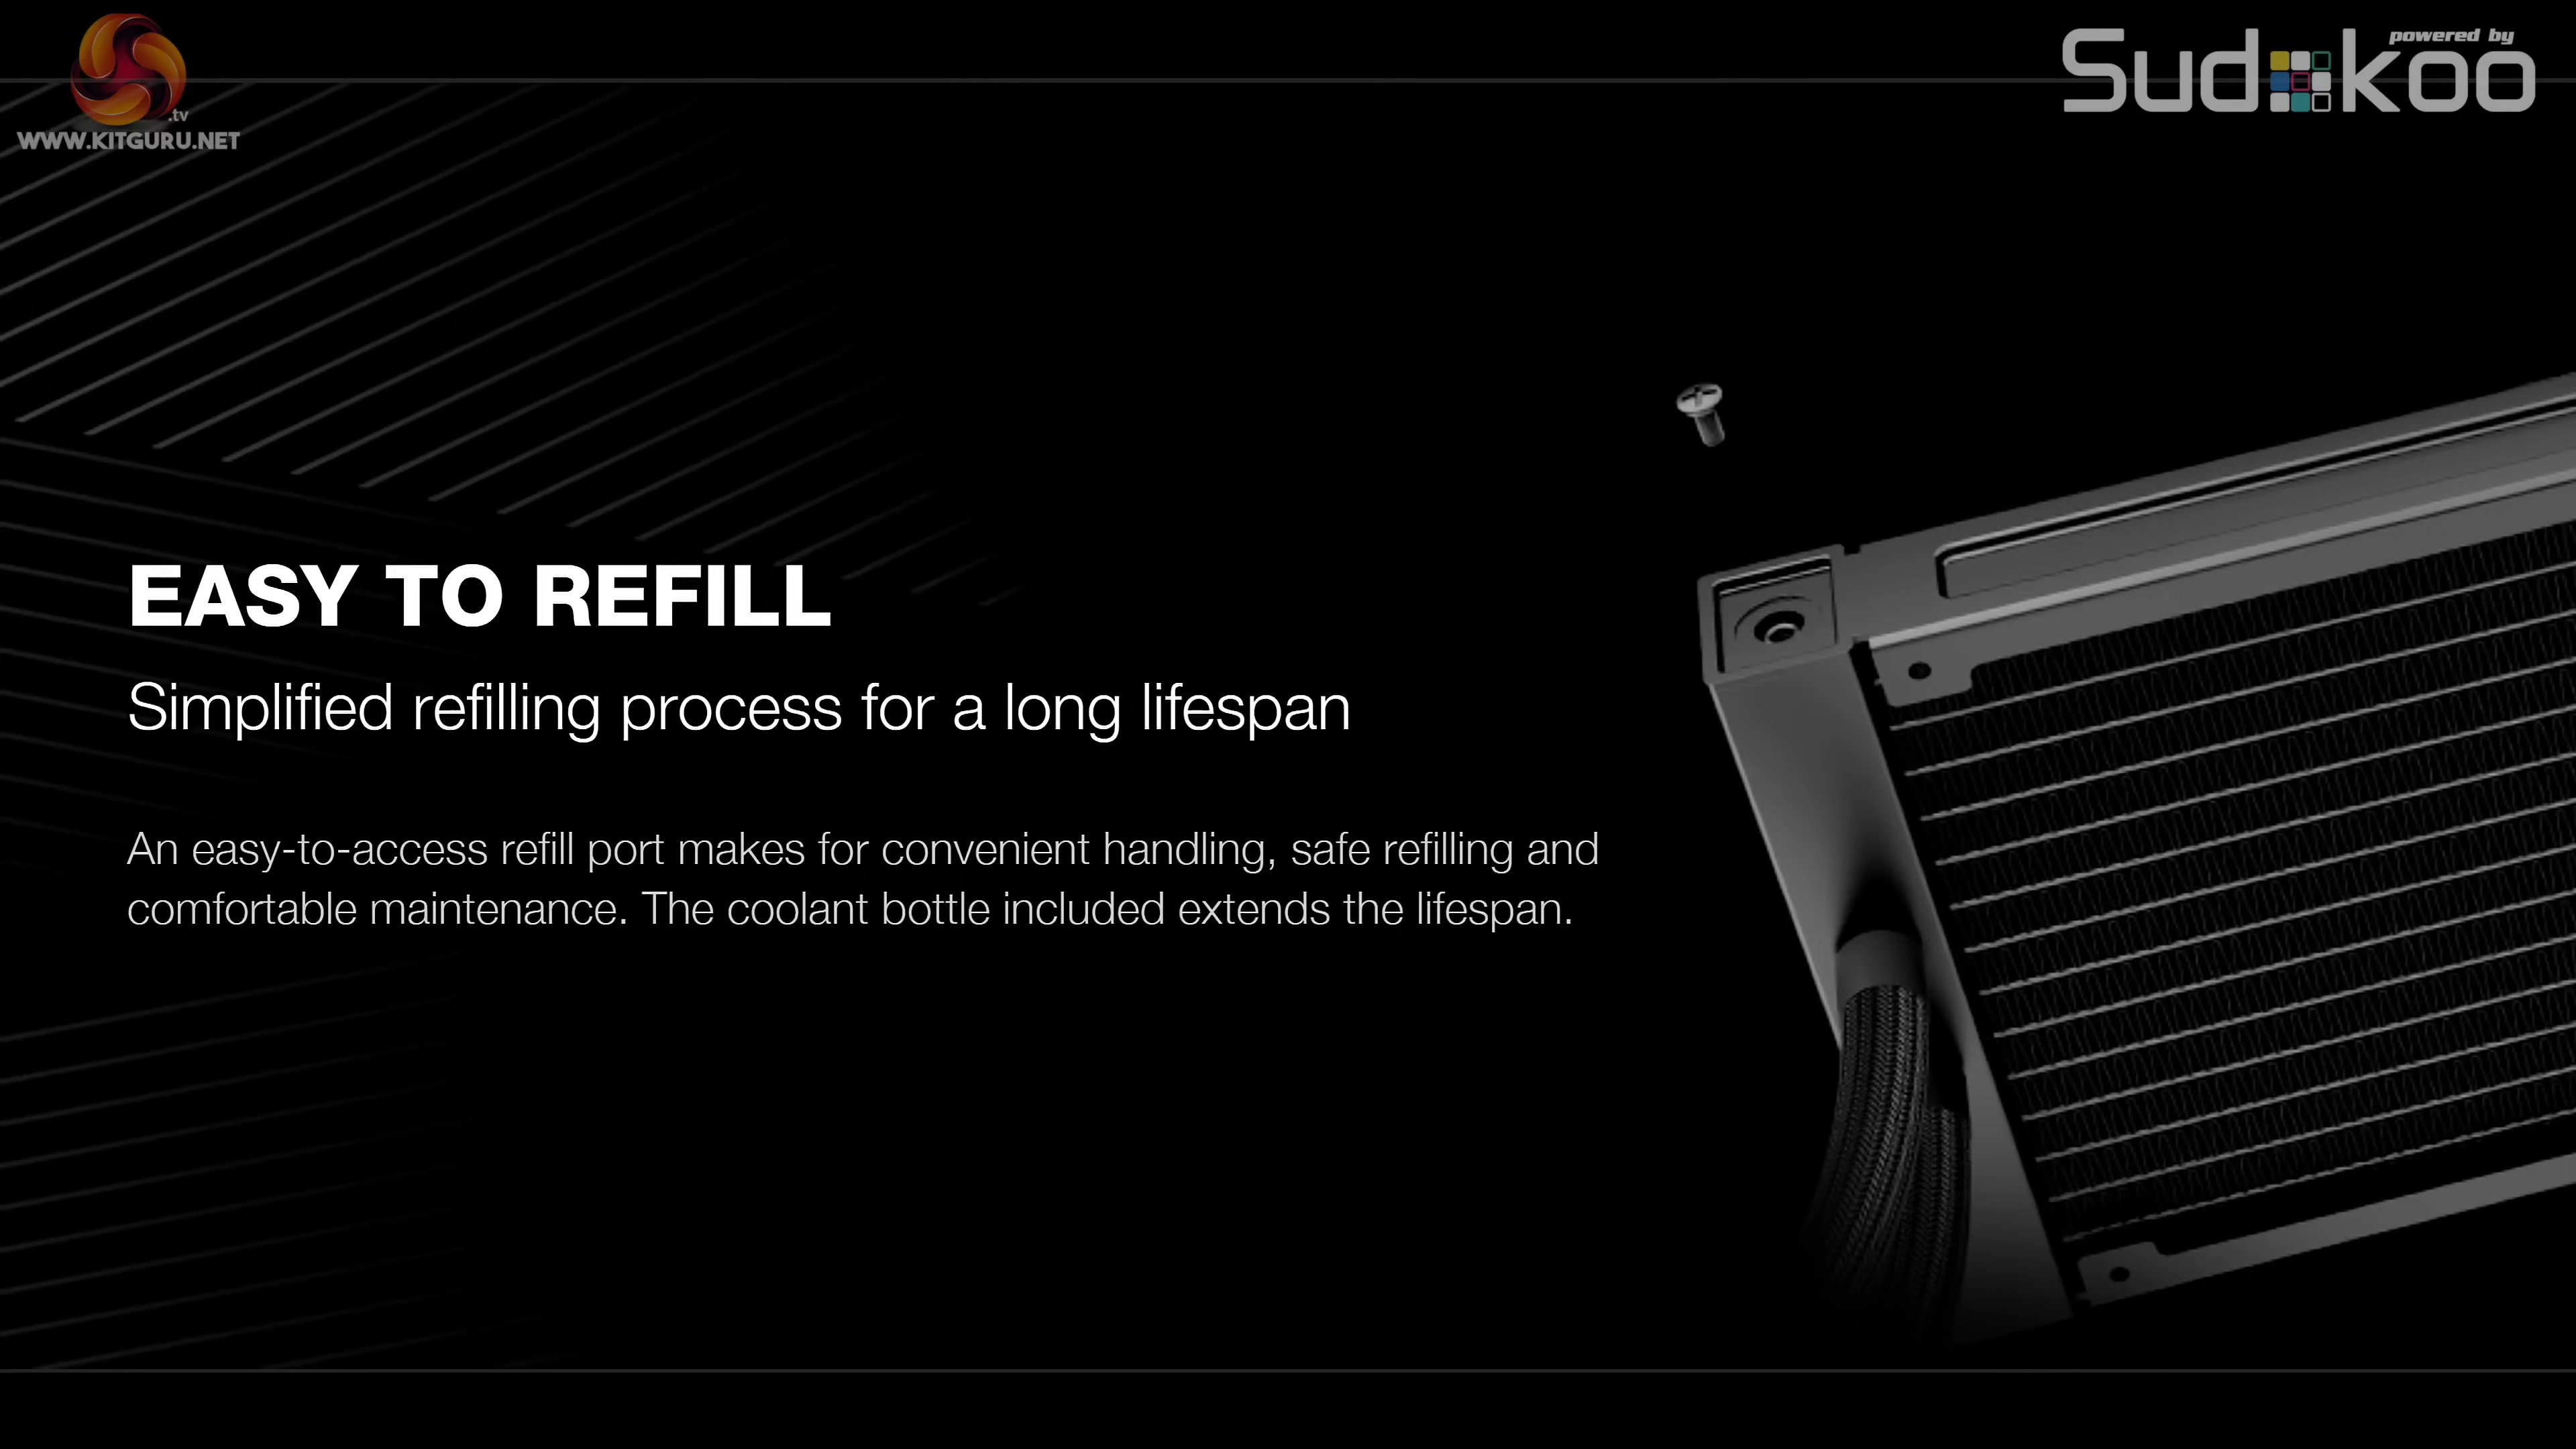 .tv
WWW.KITGURU.NET
powered by
Sudokoo
EASY TO REFILL
Simplified refilling process for a long lifespan
An easy-to-access refill port makes for convenient handling, safe refilling and
comfortable maintenance. The coolant bottle included extends the lifespan.